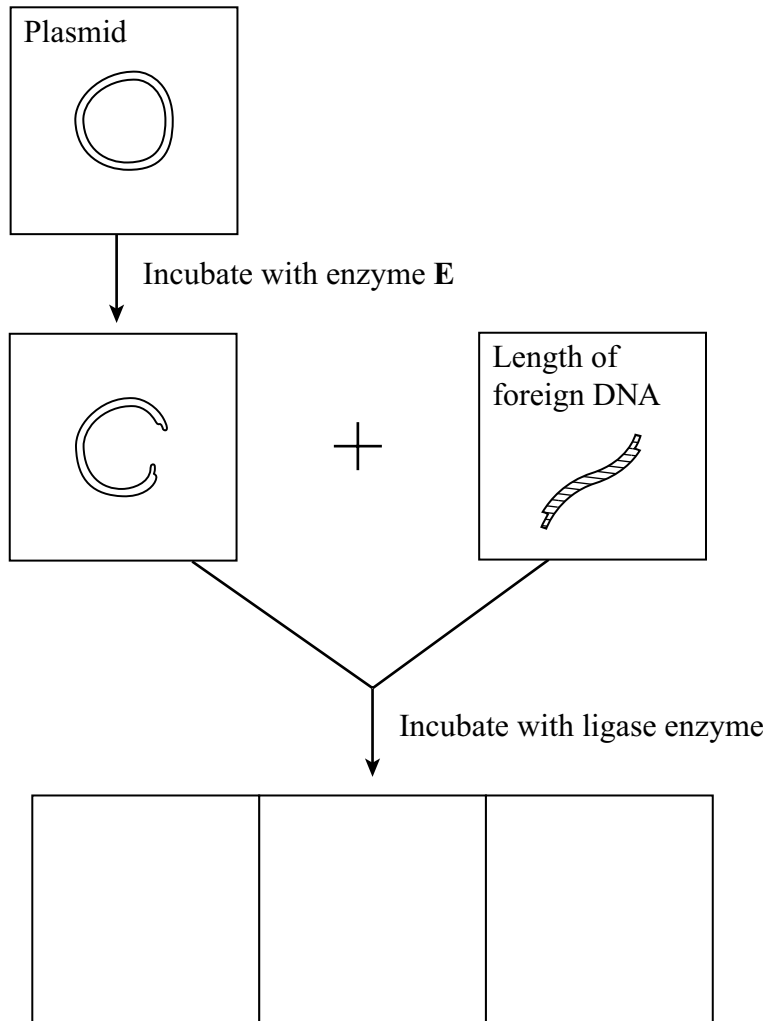 Plasmid
Incubate with enzyme E
Length of
foreign DNA
Incubate with ligase enzyme